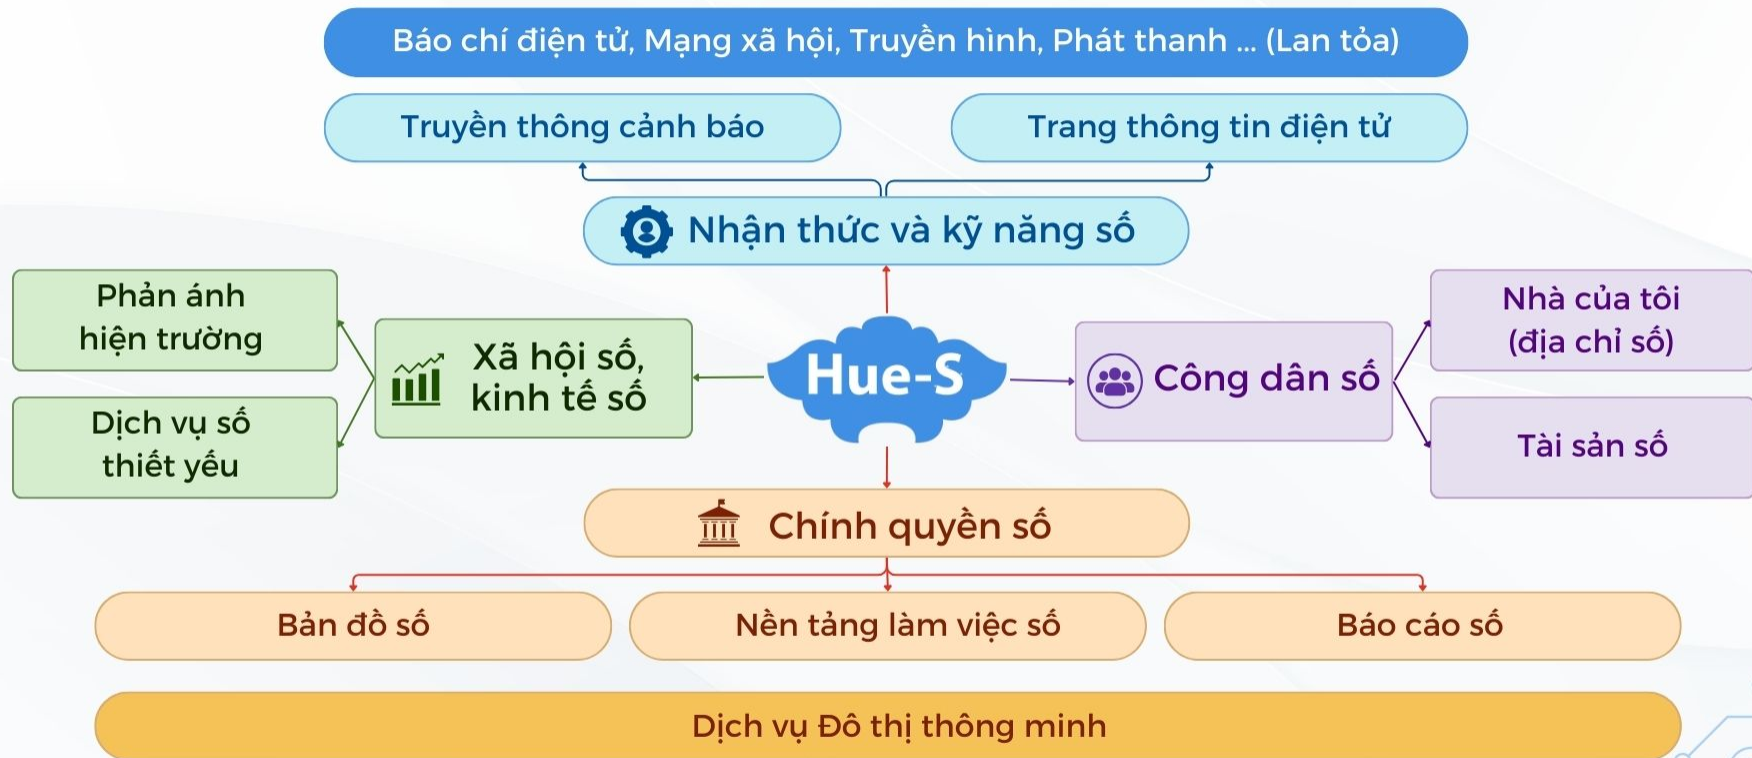 Báo chí điện tử, Mạng xã hội, Truyền hình, Phát thanh ... (Lan tỏa)
Truyền thông cảnh báo
Trang thông tin điện tử
Nhận thức và kỹ năng số
Phản ánh
hiện trường
Dịch vụ số
thiết yếu
Xã hội số,
kinh tế số
Hue-S
Công dân số
Nhà của tôi
(địa chỉ số)
Tài sản số
Chính quyền số
Bản đồ số
Nền tảng làm việc số
Báo cáo số
Dịch vụ Đô thị thông minh